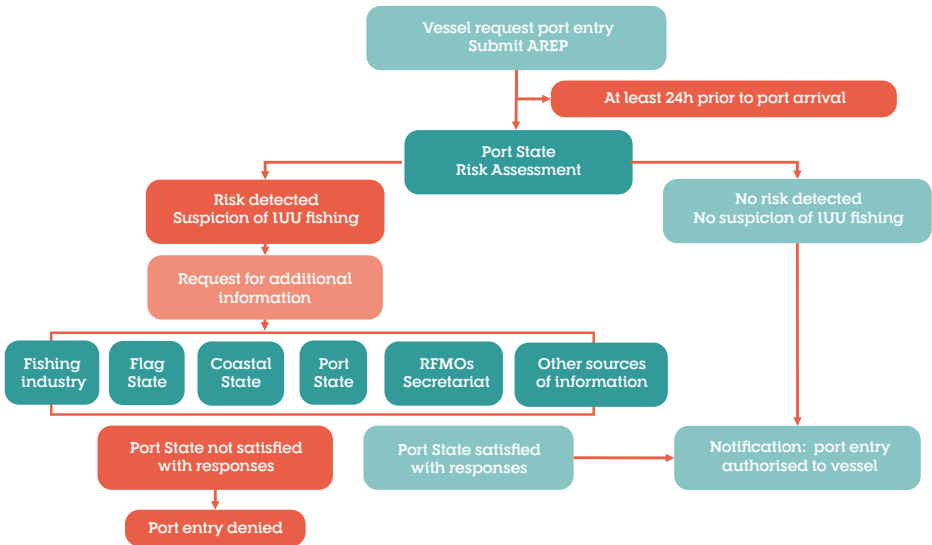 Vessel request port entry
Submit AREP
At least 24h prior to port arrival
Port State
Risk Assessment
Risk detected
Suspicion of IUU fishing
No risk detected
No suspicion of IUU fishing
Request for additional
information
Fishing
industry
Flag
State
Coastal
State
Port
State
RFMOs
Secretariat
Other sources
of information
Port State not satisfied
with responses
Port State satisfied
with responses
Notification: port entry
authorised to vessel
Port entry denied